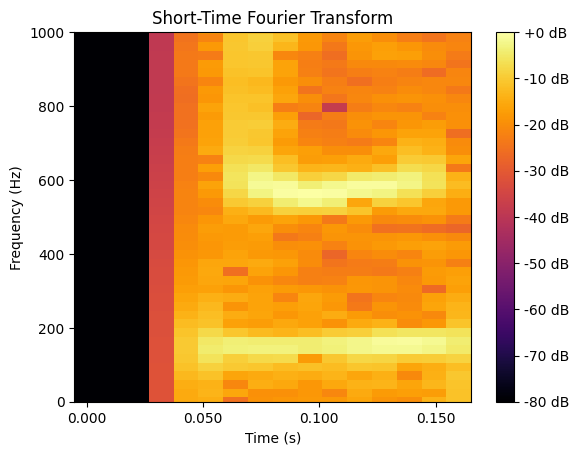 Short-Time Fourier Transform
1000
800
600
400
200
0
Frequency (Hz)
0.000
0.050
0.100
0.150
Time (s)
+0 dB
-10 dB
-20 dB
-30 dB
-40 dB
-50 dB
-60 dB
-70 dB
-80 dB